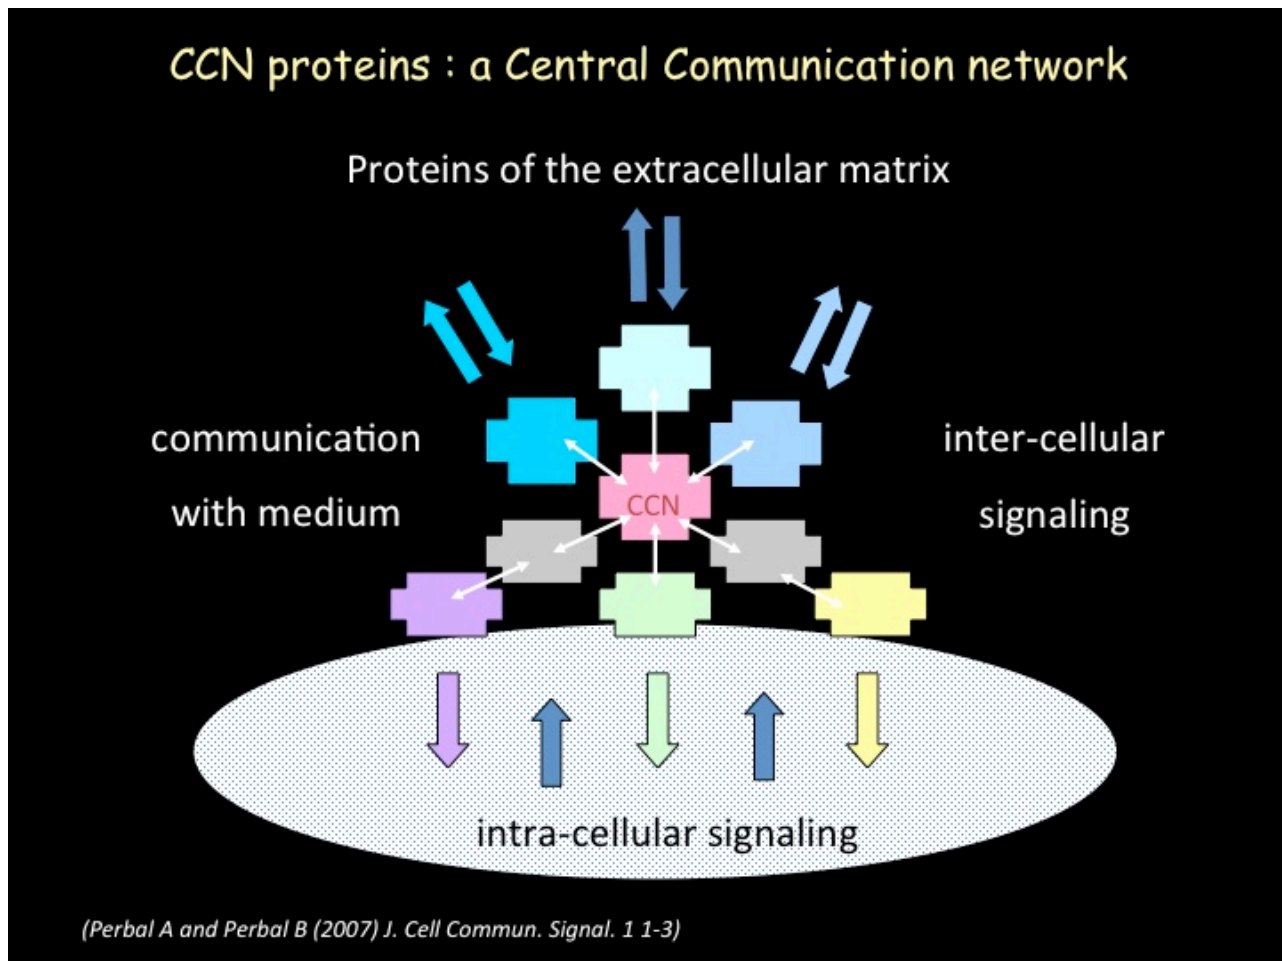 CCN proteins : a Central Communication network
Proteins of the extracellular matrix
communication
with medium
inter-cellular
signaling
CCN
intra-cellular signaling
(Perbal A and Perbal B (2007) J. Cell Commun. Signal. 1 1-3)